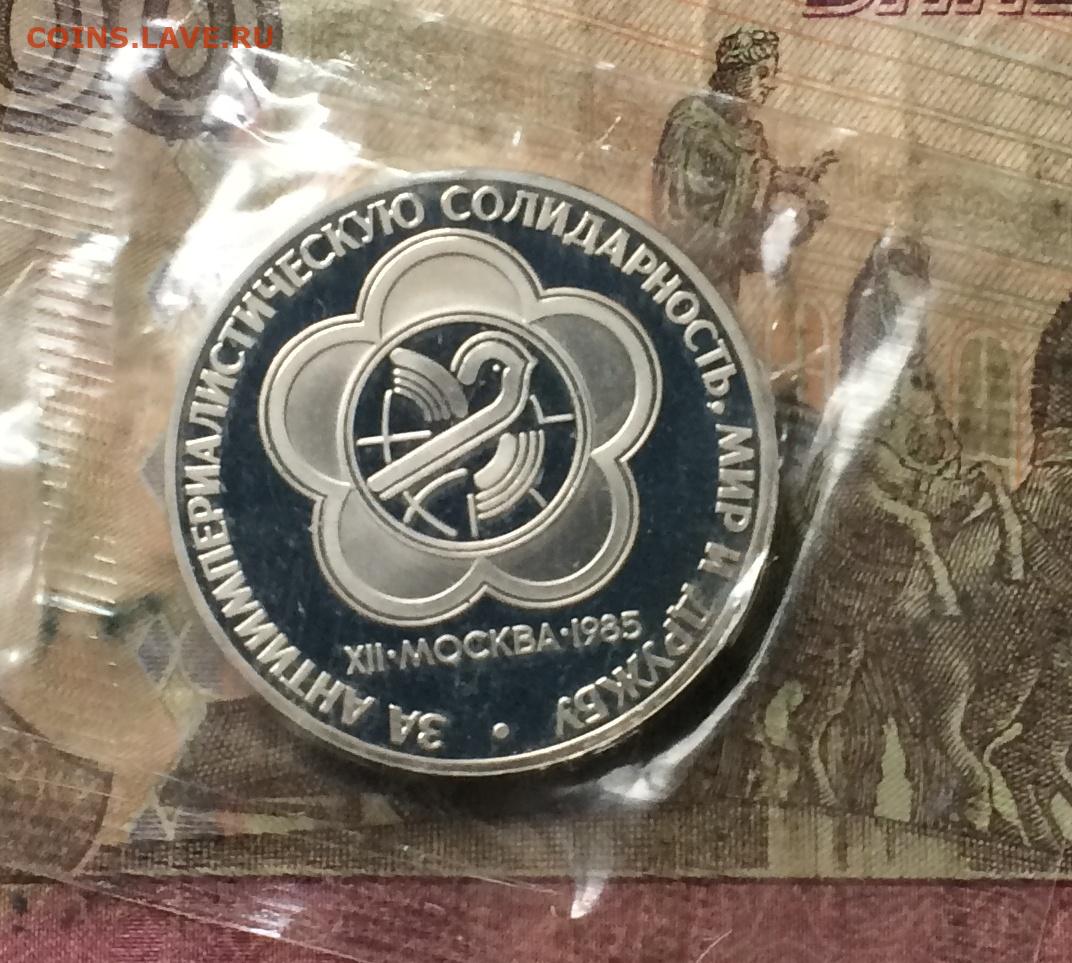 COINS.LAVE.RU
ЗА АНТИИМПЕРИАЛИСТИЧЕСКУЮ СОЛИДАРНОСТЬ, МИР И ДРУЖБУ •
XII•МОСКВА•1985